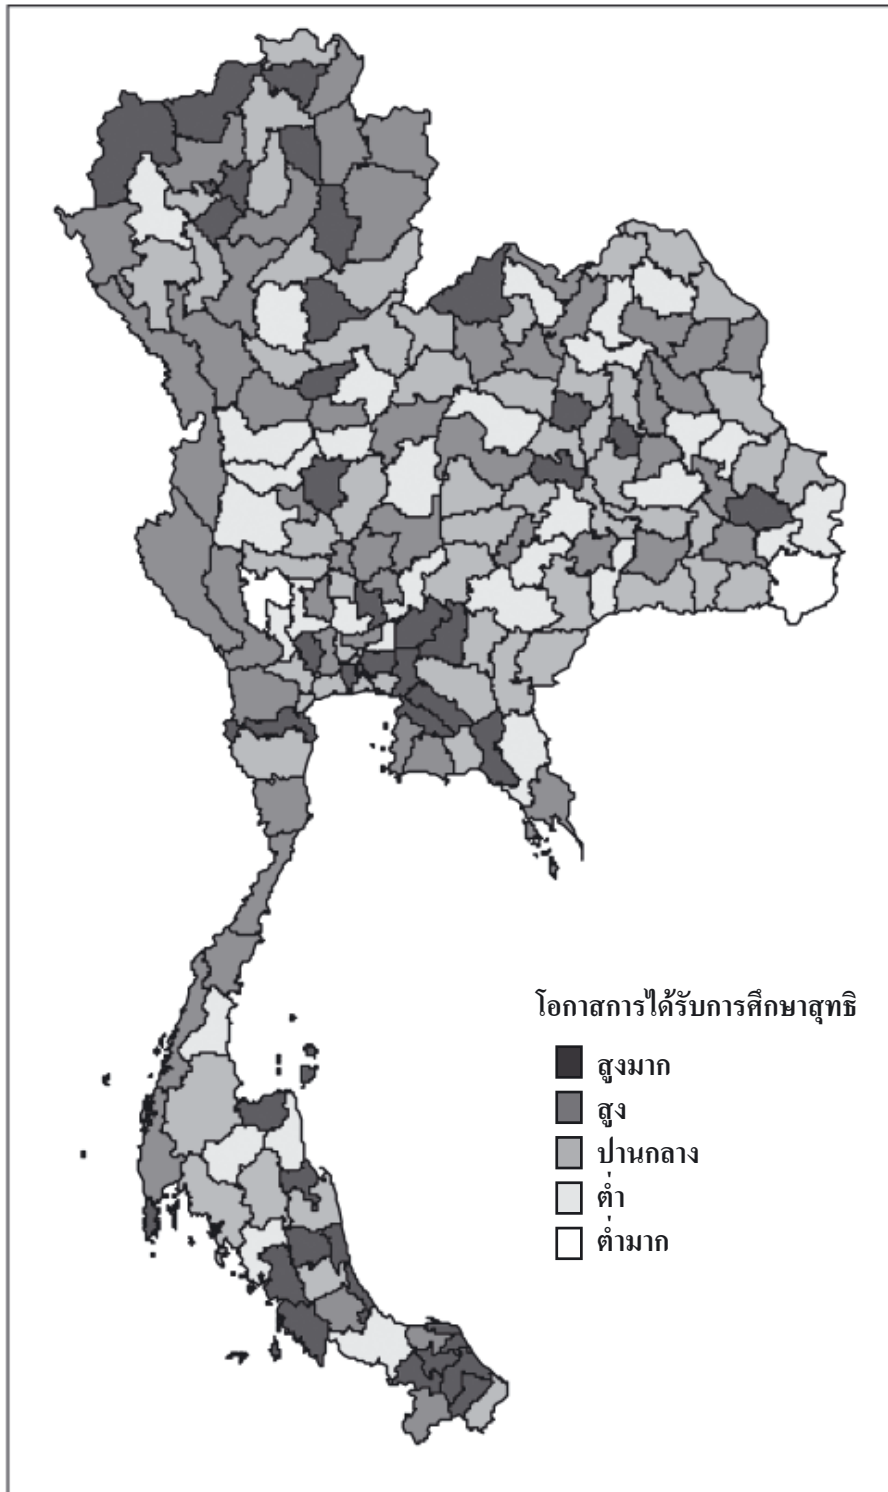 โอกาสการได้รับการศึกษาสุทธิ
สูงมาก
สูง
ปานกลาง
ต่ำ
ต่ำมาก